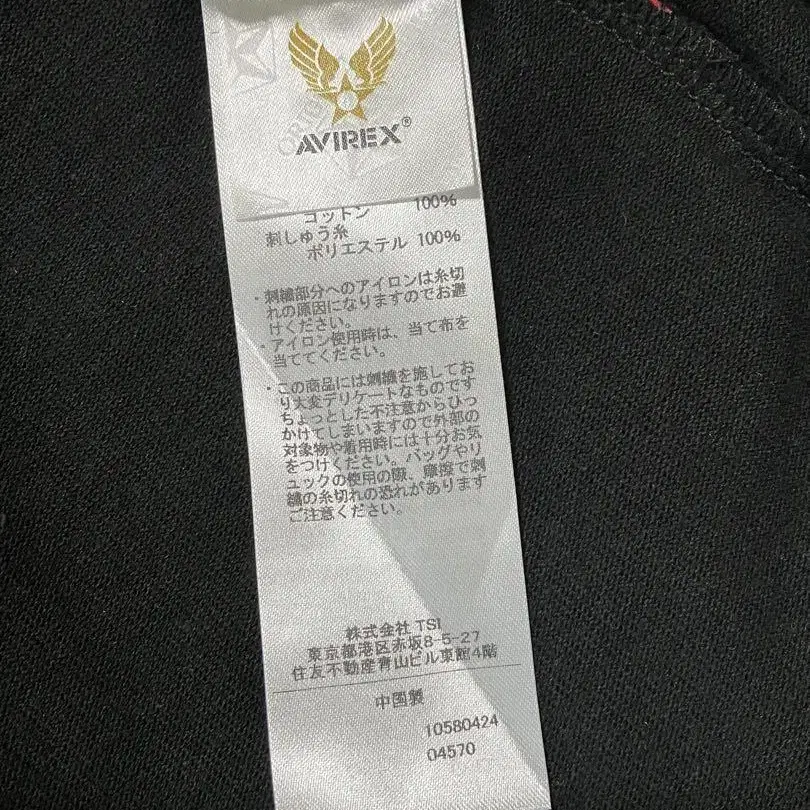 AVIREX®
コットン 100%
刺しゅう糸
ポリエステル 100%
・刺繍部分へのアイロンは糸切
れの原因になりますのでお避
けください。
・アイロン使用時は、当て布を
当ててください。
・この商品には刺繍を施してお
り大変デリケートなものです
ちょっとした不注意からひっ
かけてしまいますので外部の
対象物や着用時には十分お気
をつけください。バッグやリ
ュックの使用の際、摩擦で刺
繍の糸切れの恐れがあります
ご注意ください。
株式会社 TSI
東京都港区赤坂8-5-27
住友不動産青山ビル東館4階
中国製
10580424
04570